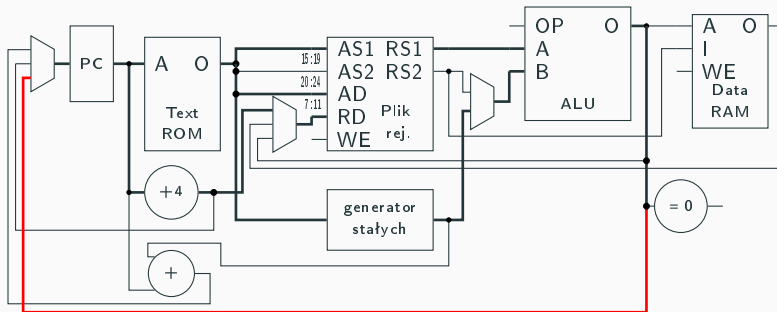 PC
A O
Text
ROM
15:19
20:24
7:11
AS1 RS1
AS2 RS2
AD
RD
WE
Plik
rej.
OP O
A
B
ALU
A O
I
WE
Data
RAM
+4
generator
stałych
= 0
+